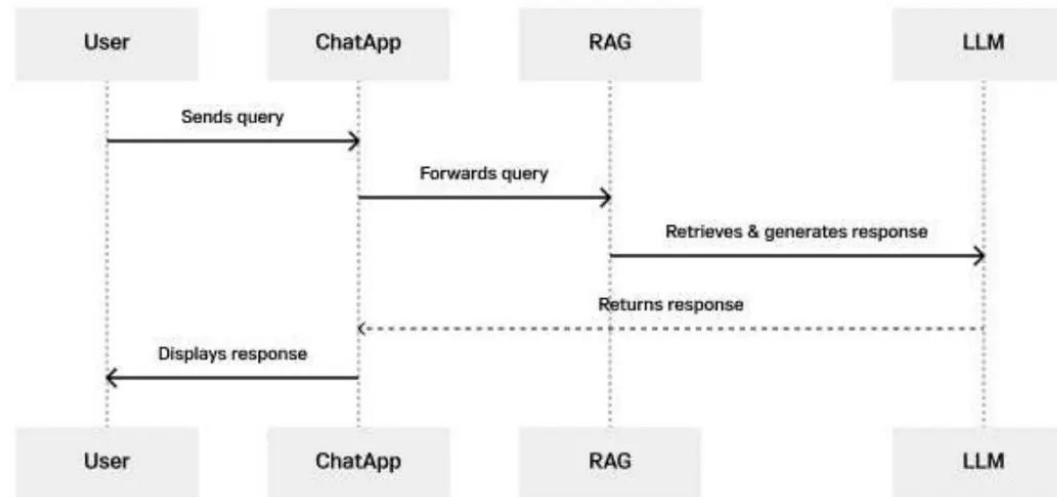 User
ChatApp
RAG
LLM
Sends query
Forwards query
Retrieves & generates response
Returns response
Displays response
User
ChatApp
RAG
LLM